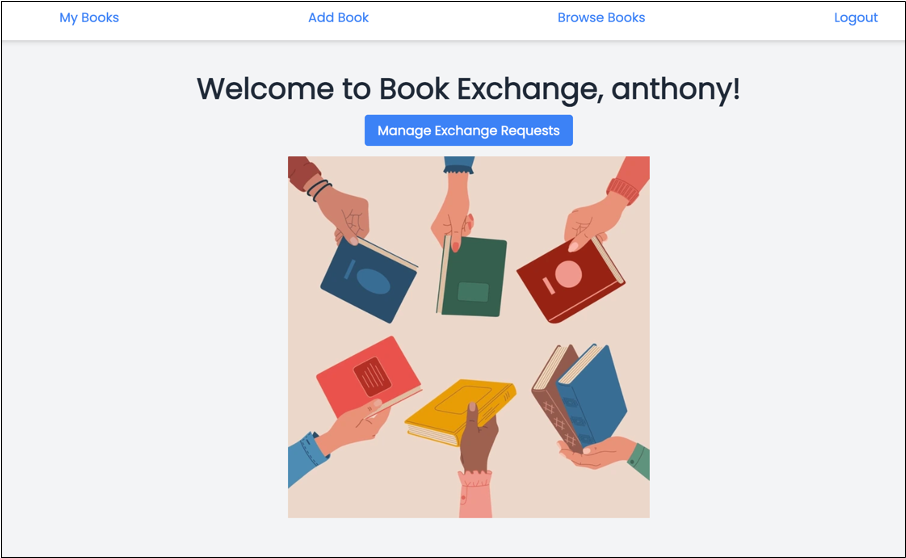 My Books Add Book Browse Books Logout
Welcome to Book Exchange, anthony!
Manage Exchange Requests